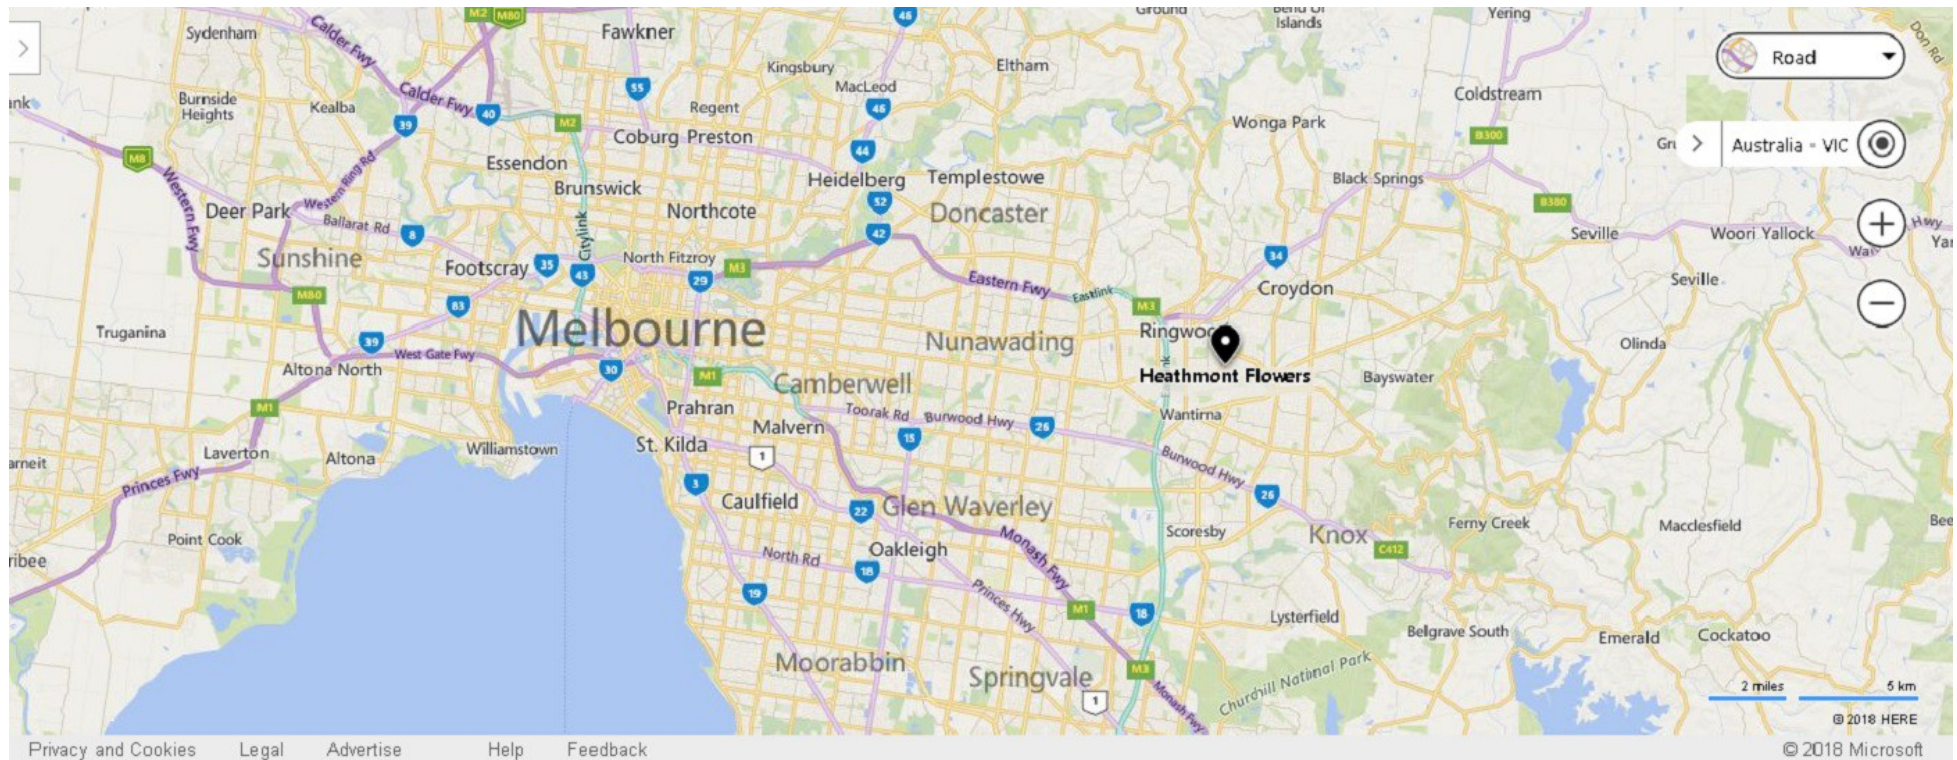 Ground
Bend Of
Islands
Yering
M2
M80
46
Sydenham
Calder Fwy
Fawkner
Don Rd
Road
Kingsbury
Eltham
MacLeod
55
Burnside
Heights
Kealba
Calder Fwy
40
39
Regent
46
Coldstream
M2
Coburg
Preston
Wonga Park
B300
Australia - VIC
M8
Essendon
44
Western Ring Rd
Brunswick
Heidelberg
Templestowe
Black Springs
Western Fwy
Deer Park
Northcote
52
Doncaster
B380
Ballarat Rd
8
Citylink
42
Seville
Woori Yallock
Hwy
Sunshine
Footscray
35
43
North Fitzroy
M3
29
34
Eastern Fwy
Eastlink
Croydon
Seville
M80
83
M3
Truganina
39
Melbourne
Nunawading
Olinda
Altona North
West Gate Fwy
30
M1
Camberwell
Heathmont Flowers
Bayswater
M1
Prahran
Toorak Rd
Burwood Hwy
26
Wantirna
Malvern
15
Laverton
Altona
Williamstown
St. Kilda
1
Burwood Hwy
Princes Fwy
3
26
Caulfield
22
Glen Waverley
Point Cook
Scoresby
Knox
Ferny Creek
Macclesfield
North Rd
Oakleigh
Monash Fwy
C412
18
19
Princes Hwy
M1
18
Lysterfield
Belgrave South
Emerald
Cockatoo
Moorabbin
Springvale
M3
Churchill National Park
1
Monash Fwy
2 miles
5 km
© 2018 HERE
Privacy and Cookies
Legal
Advertise
Help
Feedback
© 2018 Microsoft